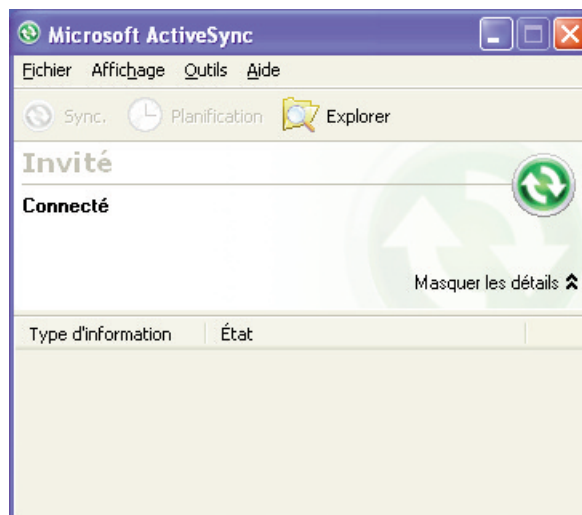 Microsoft ActiveSync
Fichier Affichage Outils Aide
Sync. Planification Explorer
Invité
Connecté
Masquer les détails
Type d'information État